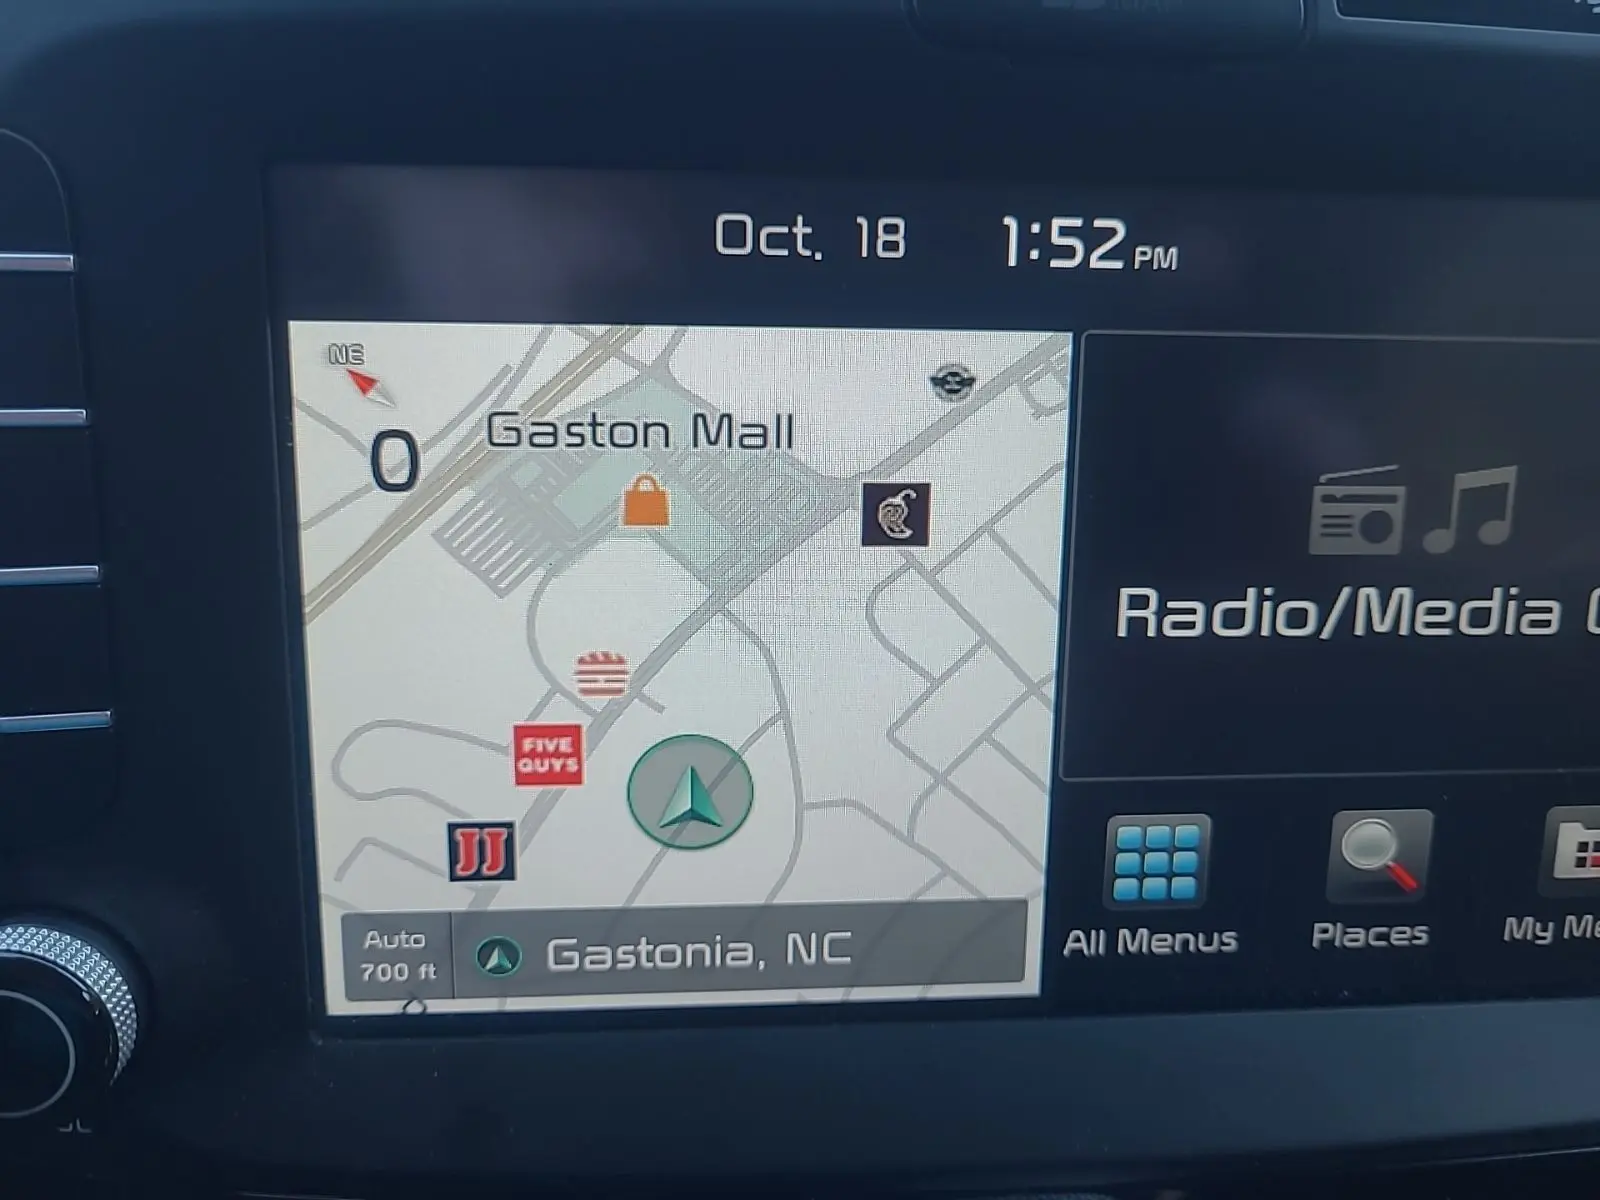 Oct. 18 1:52 PM
NE
0
Gaston Mall
FIVE
GUYS
JJ
Auto
700 ft
Gastonia, NC
Radio/Media
All Menus
Places
My